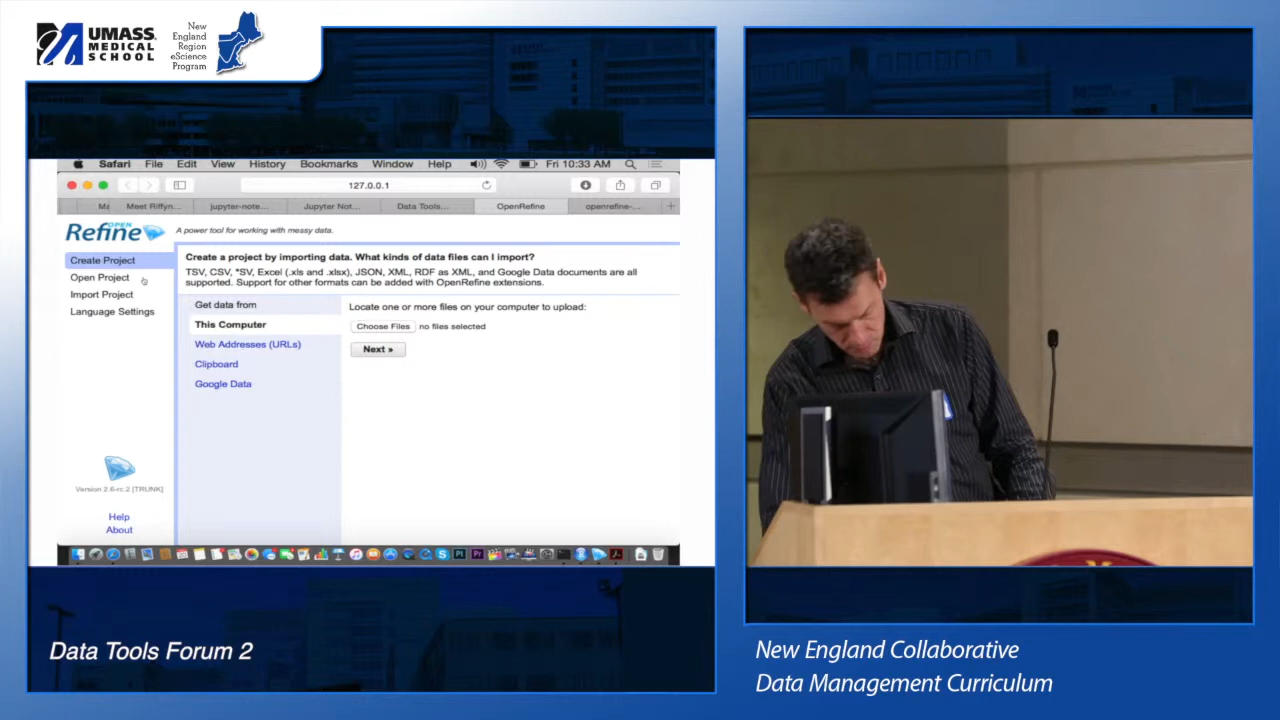 UMASS
MEDICAL
SCHOOL
New
England
Region
eScience
Program
Safari File Edit View History Bookmarks Window Help Fri 10:33 AM
127.0.0.1
Ma Meet Riffyn... jupyter-note... Jupyter Not... Data Tools... OpenRefine openrefine-...
OPEN
Refine
A power tool for working with messy data.
Create Project
Open Project
Import Project
Language Settings
Create a project by importing data. What kinds of data files can I import?
TSV, CSV, *SV, Excel (.xls and .xlsx), JSON, XML, RDF as XML, and Google Data documents are all
supported. Support for other formats can be added with OpenRefine extensions.
Get data from
This Computer
Web Addresses (URLs)
Clipboard
Google Data
Locate one or more files on your computer to upload:
Choose Files no files selected
Next »
Version 2.6-rc.2 [TRUNK]
Help
About
Data Tools Forum 2
New England Collaborative
Data Management Curriculum